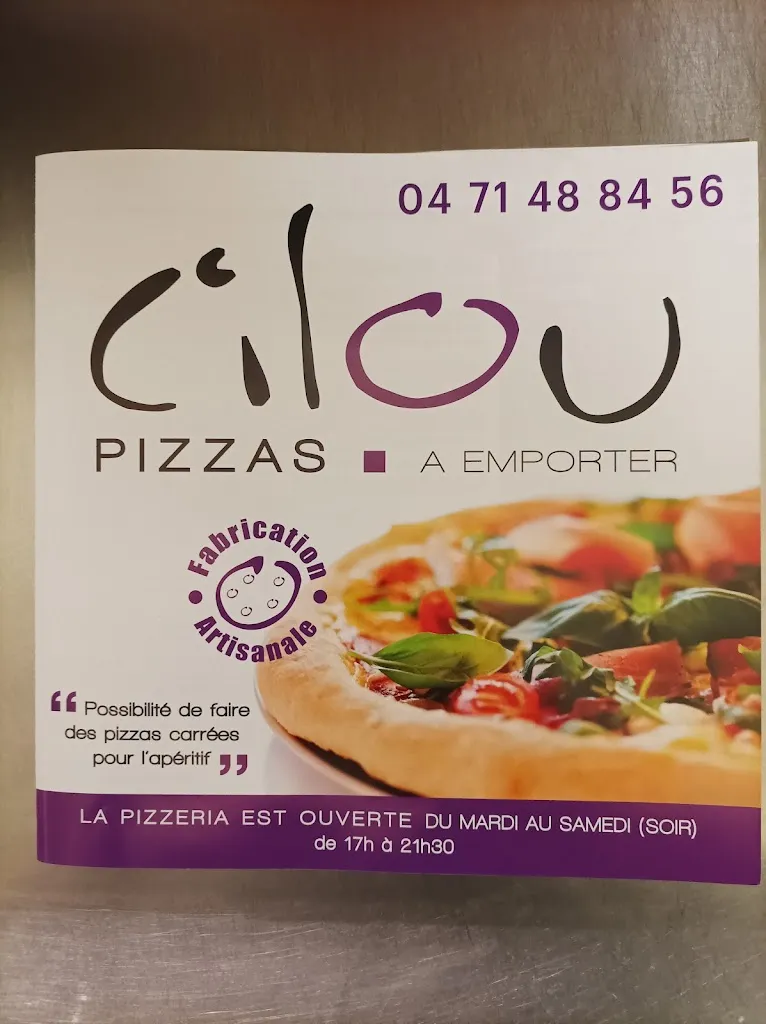 04 71 48 84 56
Cilou
PIZZAS ■ A EMPORTER
• Fabrication •
Artisanale
“ Possibilité de faire
des pizzas carrées
pour l'apéritif ”
LA PIZZERIA EST OUVERTE DU MARDI AU SAMEDI (SOIR)
de 17h à 21h30